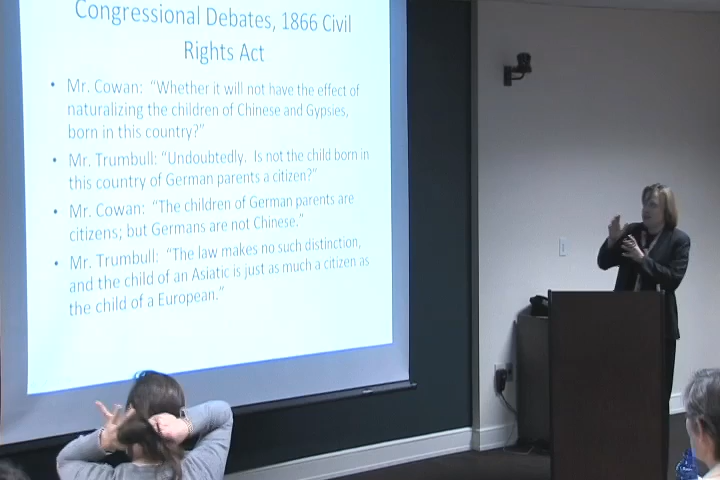 Congressional Debates, 1866 Civil
Rights Act
• Mr. Cowan: “Whether it will not have the effect of
naturalizing the children of Chinese and Gypsies,
born in this country?”
• Mr. Trumbull: “Undoubtedly. Is not the child born in
this country of German parents a citizen?”
• Mr. Cowan: “The children of German parents are
citizens; but Germans are not Chinese.”
• Mr. Trumbull: “The law makes no such distinction,
and the child of an Asiatic is just as much a citizen as
the child of a European.”